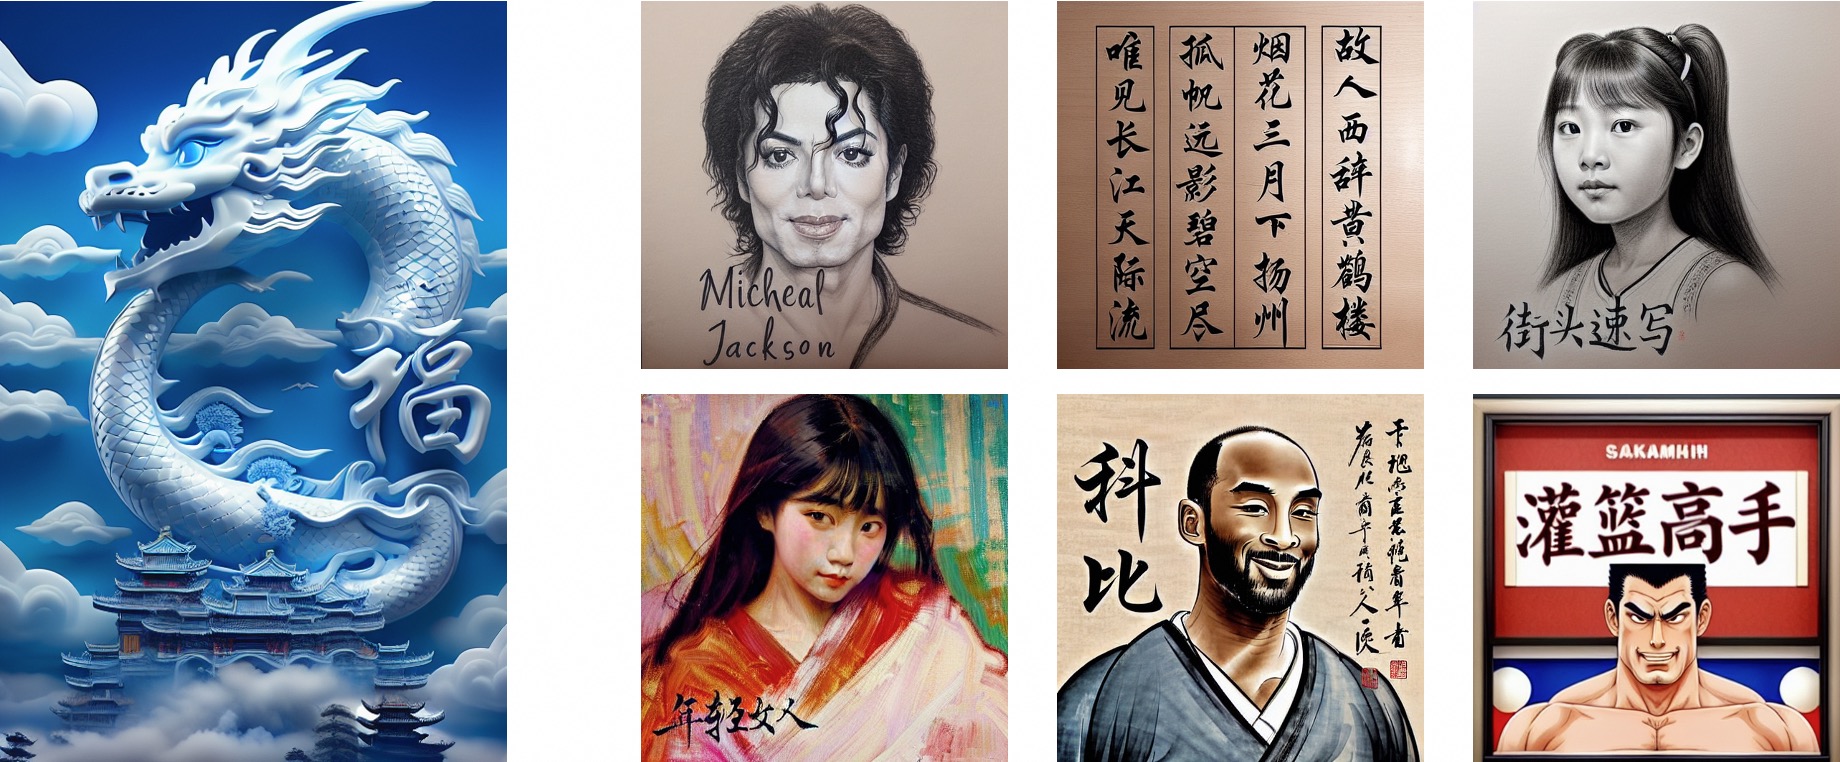 福
Micheal
Jackson
故人西辞黄鹤楼
烟花三月下扬州
孤帆远影碧空尽
唯见长江天际流
街头速写
年轻女人
科比
SAKAMHIH
灌篮高手